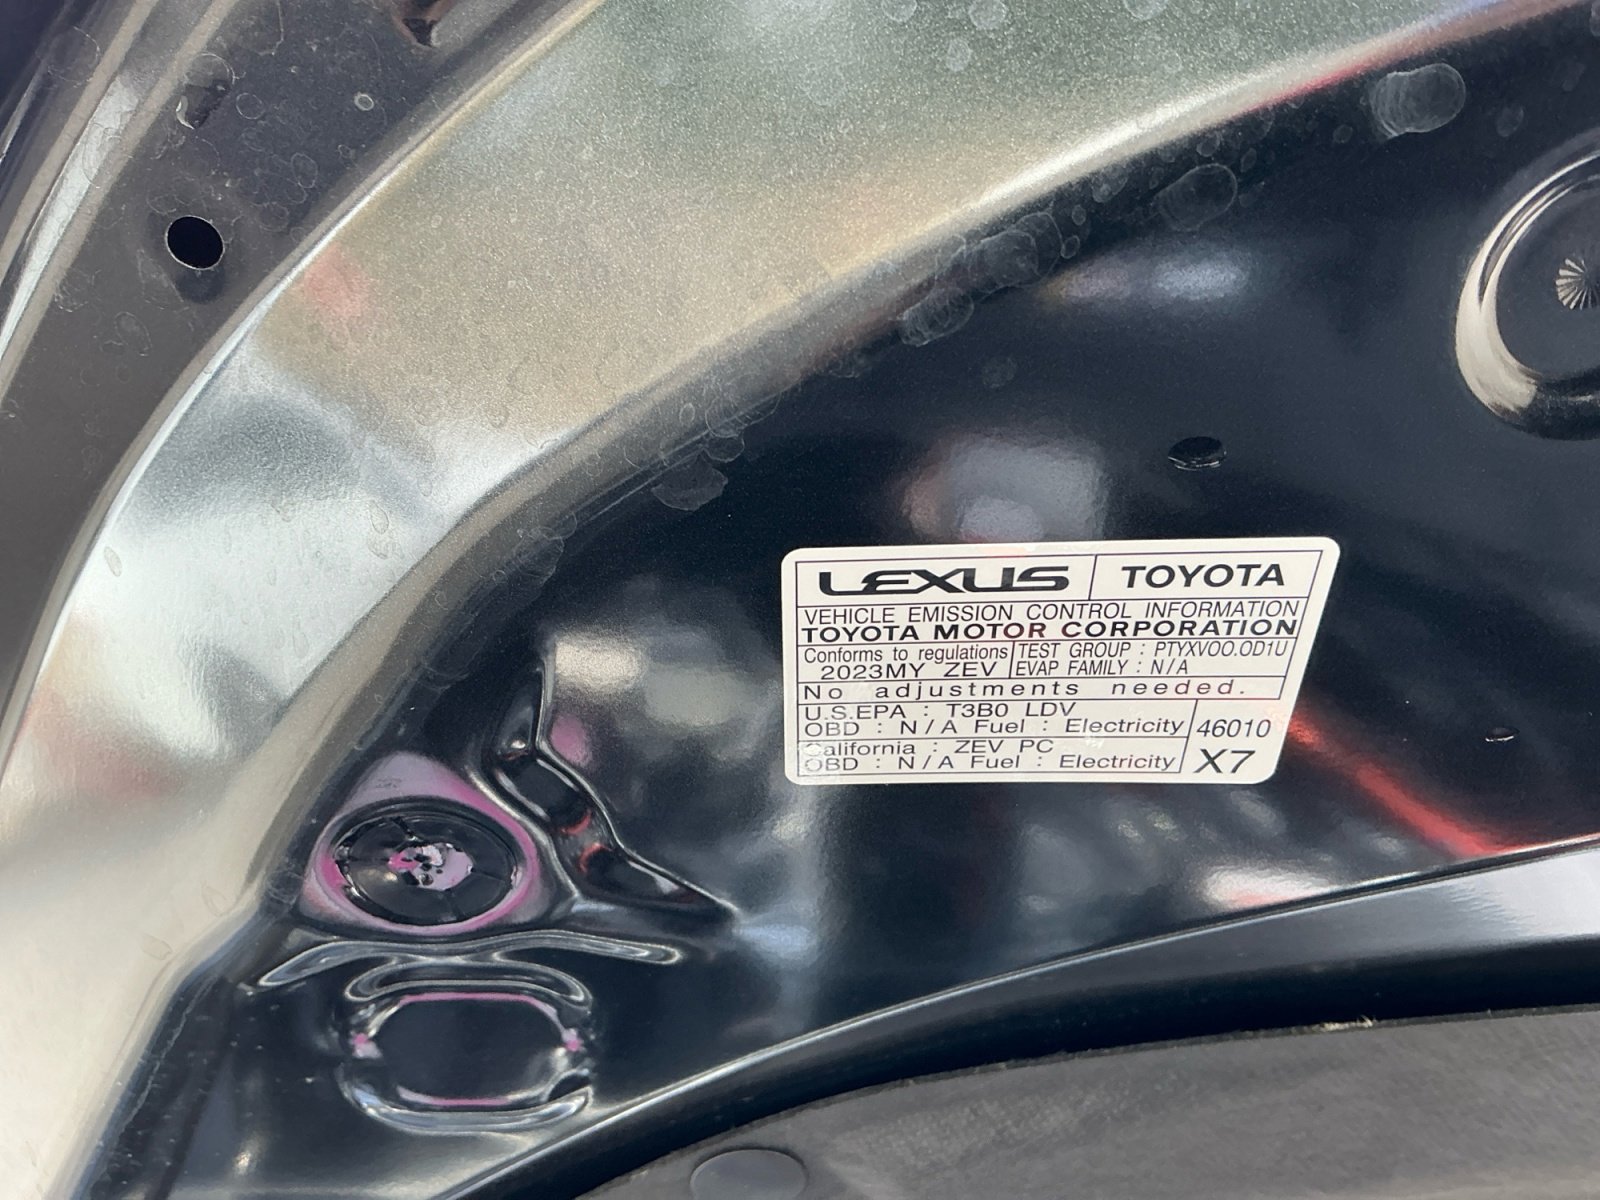 LEXUS TOYOTA
VEHICLE EMISSION CONTROL INFORMATION
TOYOTA MOTOR CORPORATION
Conforms to regulations TEST GROUP : PTYXV00.0D1U
2023MY ZEV EVAP FAMILY : N/A
No adjustments needed.
U.S.EPA : T3B0 LDV
OBD : N/A Fuel : Electricity 46010
California : ZEV PC
OBD : N/A Fuel : Electricity X7